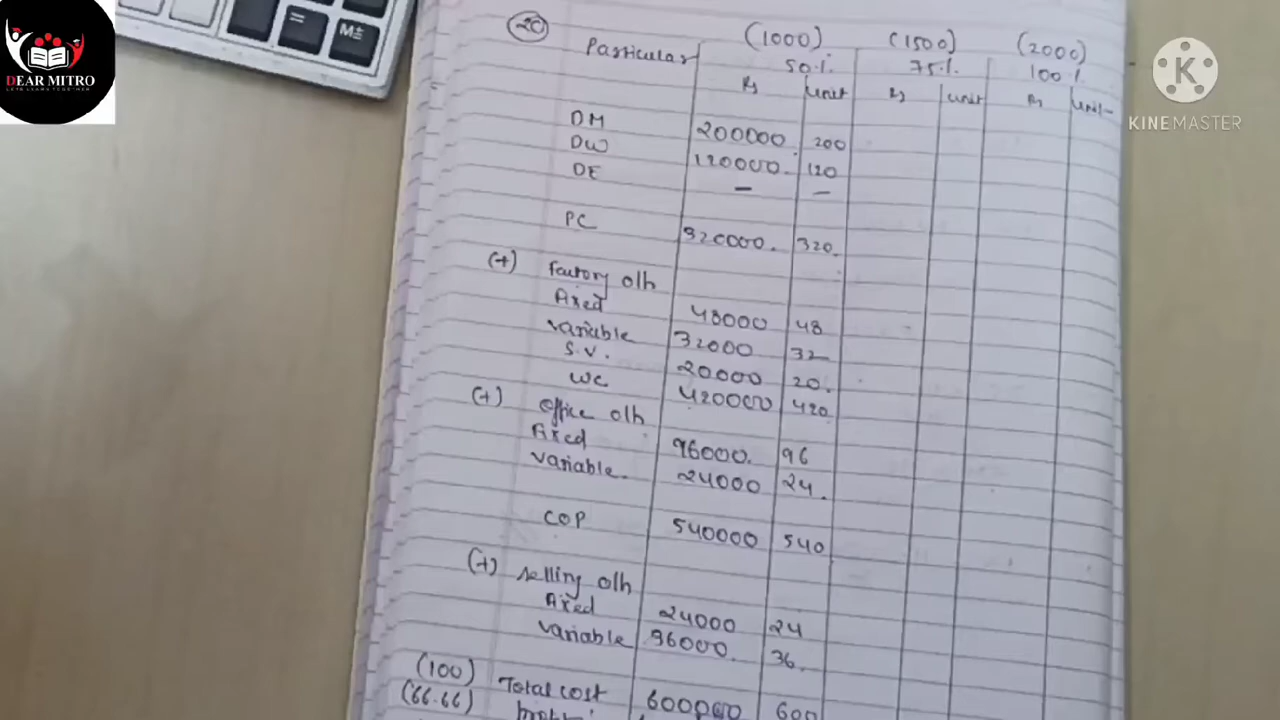 DEAR MITRO
LETS LEARN TOGETHER
=
M±
KINEMASTER
20
(1000) (1500) (2000)
Particular 50%. 75%. 100%
Rs unit Rs unit Rs unit
DM 200000 200
DW 120000. 120
DE — —
PC 320000. 320.
(+) Factory o/h
Fixed 48000 48
variable 32000 32
S.V. 20000 20.
WC 420000 420
(+) office o/h
Fixed 96000. 96
variable. 24000 24.
COP 540000 540
(+) selling o/h
Fixed 24000 24
variable 36000. 36.
(100) Total cost 600000 600
(66.66)